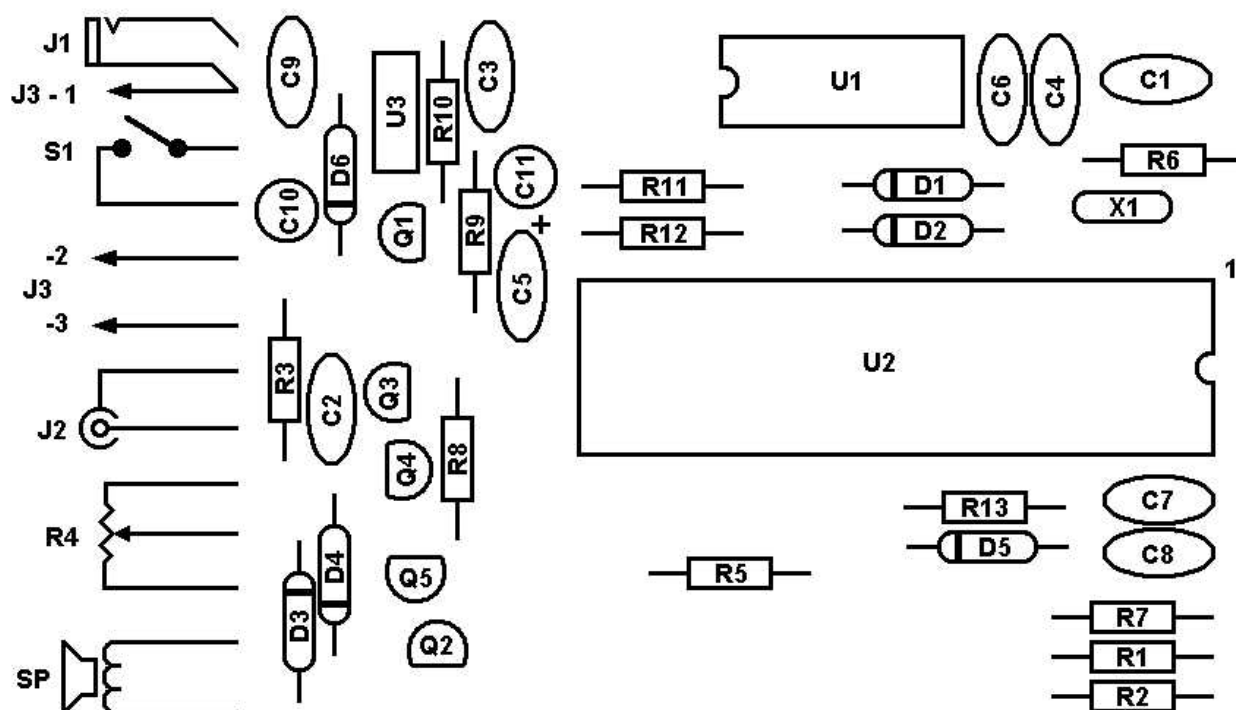 J1
C9
U3
R10
C3
U1
C6
C4
C1
J3 - 1
S1
D6
C10
Q1
R9
C11
+
R11
D1
R6
R12
D2
X1
-2
J3
-3
C5
1
U2
R3
C2
Q3
J2
Q4
R8
R13
C7
R4
D4
D5
C8
Q5
R5
D3
Q2
R7
SP
R1
R2